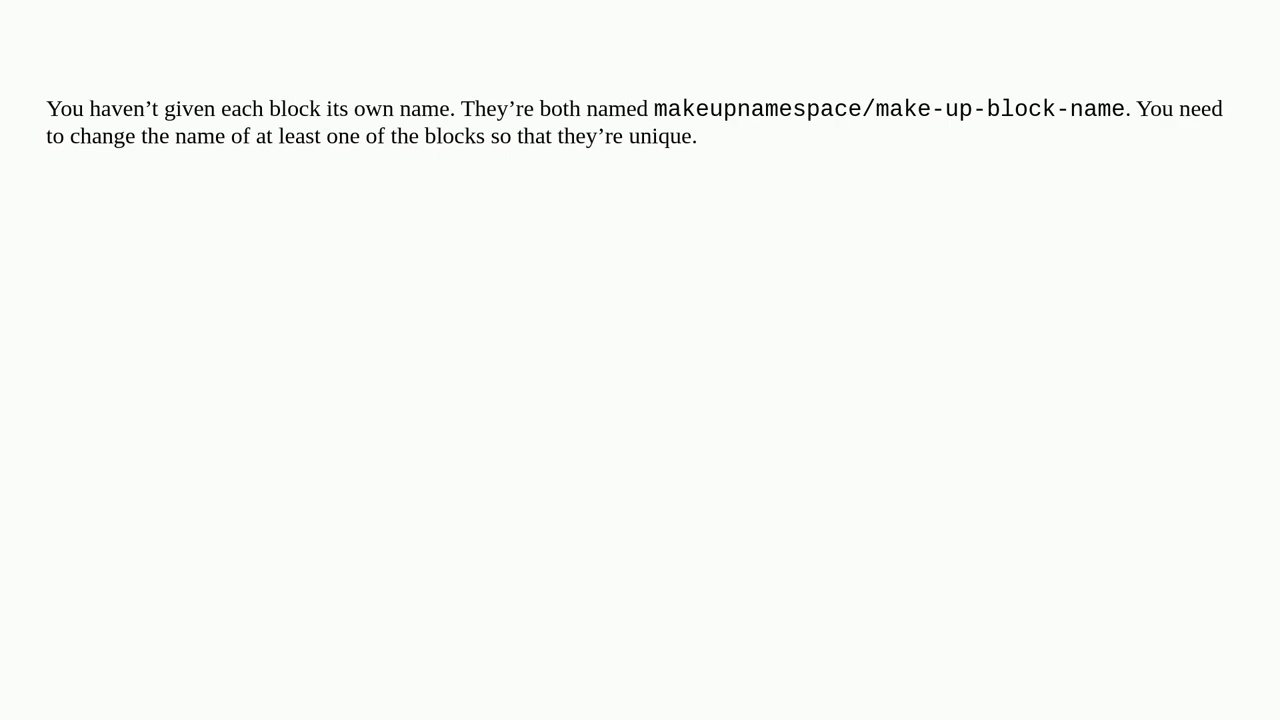 You haven’t given each block its own name. They’re both named makeupnamespace/make-up-block-name. You need
to change the name of at least one of the blocks so that they’re unique.